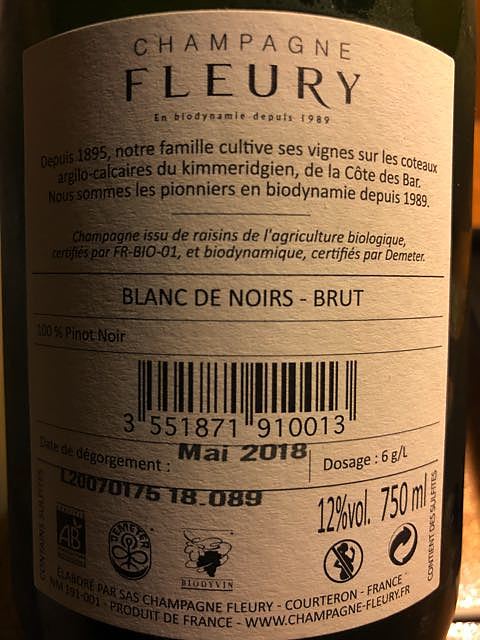 CHAMPAGNE
FLEURY
En biodynamie depuis 1989
Depuis 1895, notre famille cultive ses vignes sur les coteaux
argilo-calcaires du kimmeridgien, de la Côte des Bar.
Nous sommes les pionniers en biodynamie depuis 1989.
Champagne issu de raisins de l'agriculture biologique,
certifiés par FR-BIO-01, et biodynamique, certifiés par Demeter.
BLANC DE NOIRS - BRUT
100 % Pinot Noir
3 551871 910013
Date de dégorgement : Mai 2018
Dosage : 6 g/L
L20070175 18.089
12%vol. 750 ml
CONTAINS SULPHITES
CONTIENT DES SULFITES
AB
DEMETER
BIODYVIN
ELABORÉ PAR SAS CHAMPAGNE FLEURY - COURTERON - FRANCE
NM 391-001 - PRODUIT DE FRANCE - WWW.CHAMPAGNE-FLEURY.FR